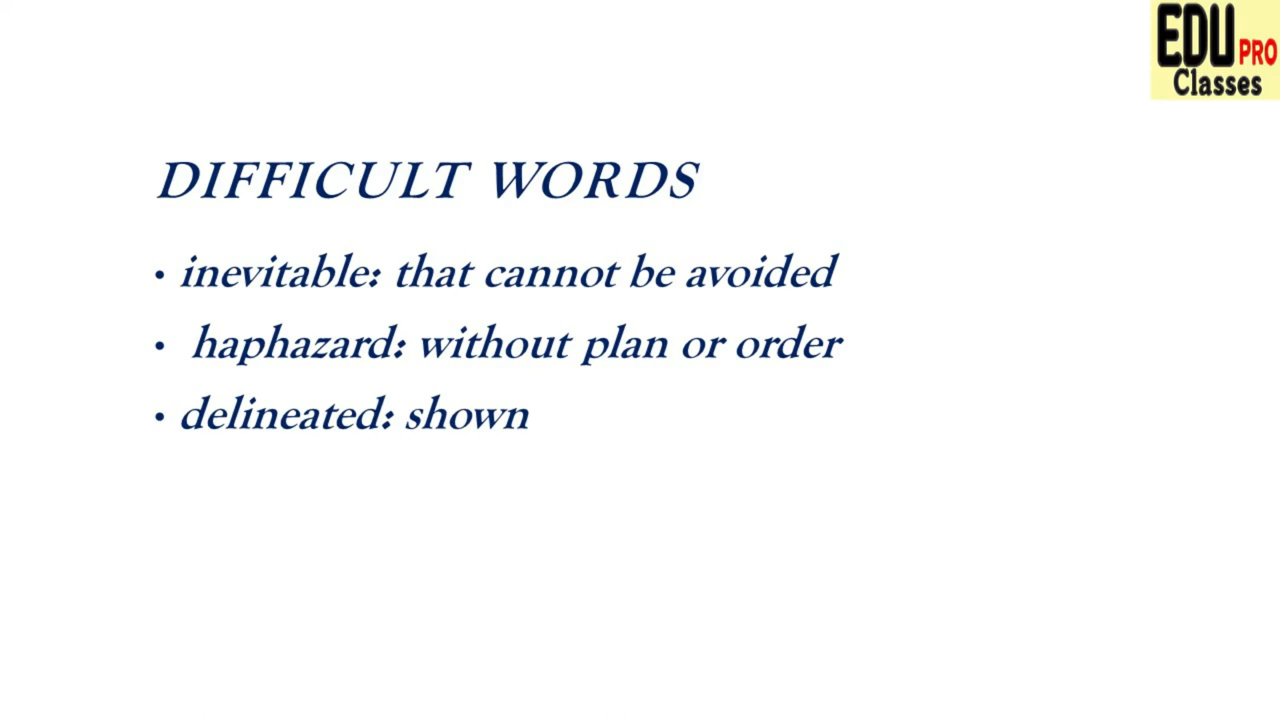 EDU PRO
Classes
DIFFICULT WORDS
• inevitable: that cannot be avoided
• haphazard: without plan or order
• delineated: shown